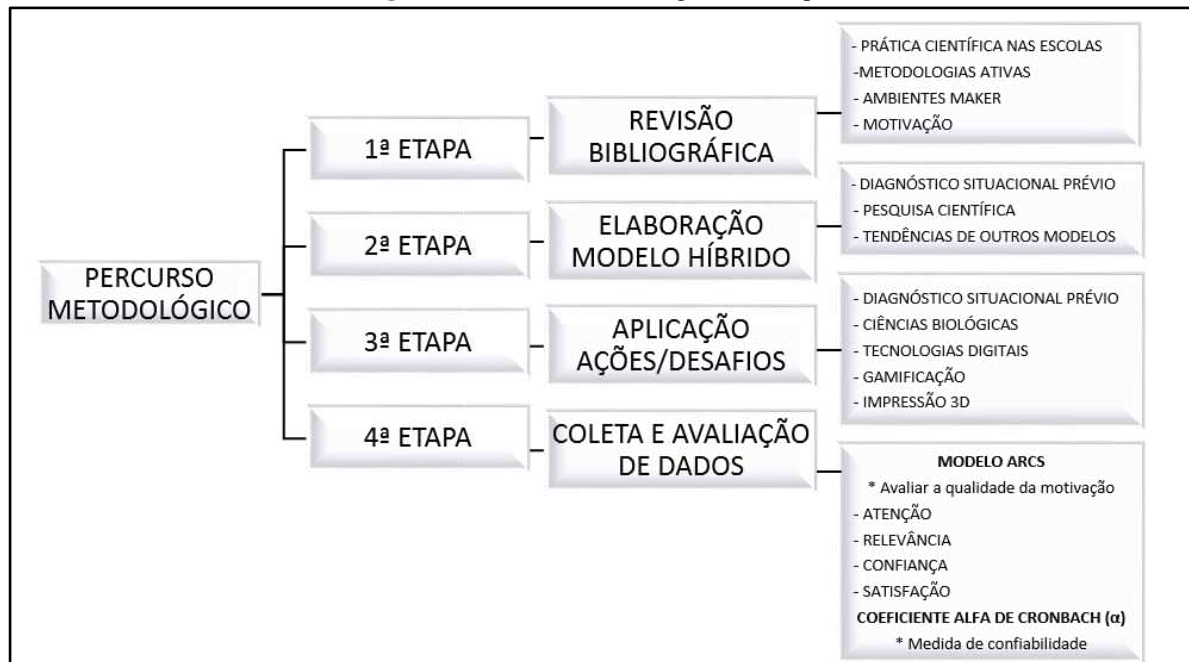 PERCURSO
METODOLÓGICO
1ª ETAPA
REVISÃO
BIBLIOGRÁFICA
- PRÁTICA CIENTÍFICA NAS ESCOLAS
-METODOLOGIAS ATIVAS
- AMBIENTES MAKER
- MOTIVAÇÃO
2ª ETAPA
ELABORAÇÃO
MODELO HÍBRIDO
- DIAGNÓSTICO SITUACIONAL PRÉVIO
- PESQUISA CIENTÍFICA
- TENDÊNCIAS DE OUTROS MODELOS
3ª ETAPA
APLICAÇÃO
AÇÕES/DESAFIOS
- DIAGNÓSTICO SITUACIONAL PRÉVIO
- CIÊNCIAS BIOLÓGICAS
- TECNOLOGIAS DIGITAIS
- GAMIFICAÇÃO
- IMPRESSÃO 3D
4ª ETAPA
COLETA E AVALIAÇÃO
DE DADOS
MODELO ARCS
* Avaliar a qualidade da motivação
- ATENÇÃO
- RELEVÂNCIA
- CONFIANÇA
- SATISFAÇÃO
COEFICIENTE ALFA DE CRONBACH (α)
* Medida de confiabilidade